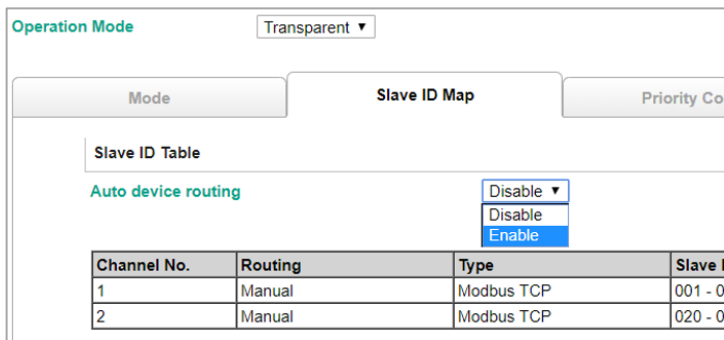 Operation Mode Transparent ▼
Mode Slave ID Map Priority Co
Slave ID Table
Auto device routing Disable ▼
Disable
Enable
Channel No. Routing Type Slave I
1 Manual Modbus TCP 001 - 0
2 Manual Modbus TCP 020 - 0